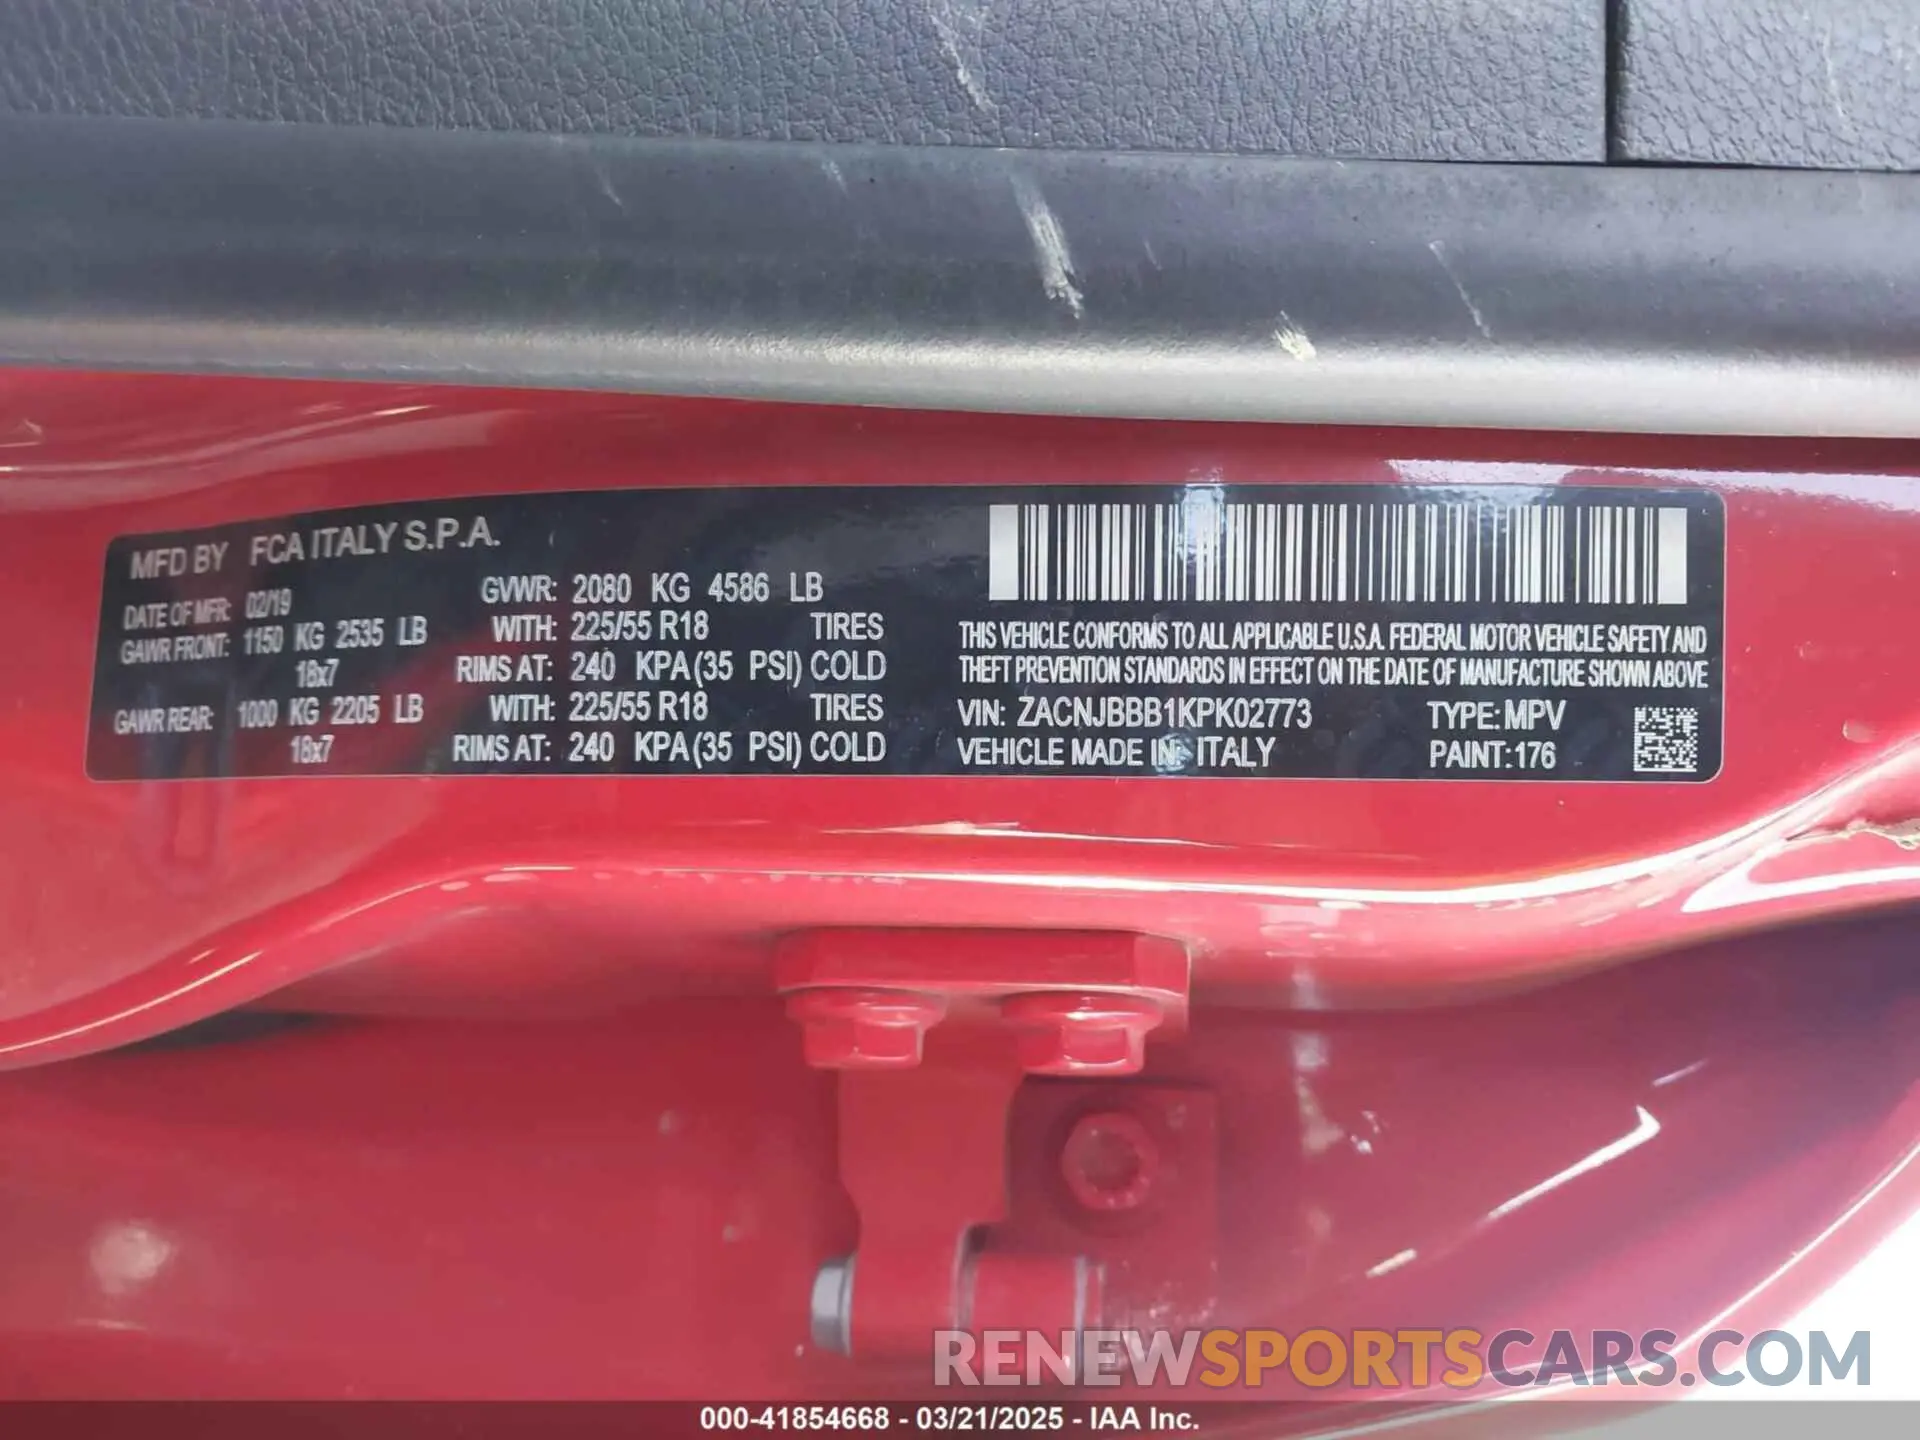 MFD BY FCA ITALY S.P.A.
DATE OF MFR: 02/19 GVWR: 2080 KG 4586 LB
GAWR FRONT: 1150 KG 2535 LB WITH: 225/55 R18 TIRES
18x7 RIMS AT: 240 KPA (35 PSI) COLD
GAWR REAR: 1000 KG 2205 LB WITH: 225/55 R18 TIRES
18x7 RIMS AT: 240 KPA (35 PSI) COLD
THIS VEHICLE CONFORMS TO ALL APPLICABLE U.S.A. FEDERAL MOTOR VEHICLE SAFETY AND
THEFT PREVENTION STANDARDS IN EFFECT ON THE DATE OF MANUFACTURE SHOWN ABOVE
VIN: ZACNJBBB1KPK02773 TYPE: MPV
VEHICLE MADE IN: ITALY PAINT: 176
RENEWSPORTSCARS.COM
000-41854668 - 03/21/2025 - IAA Inc.